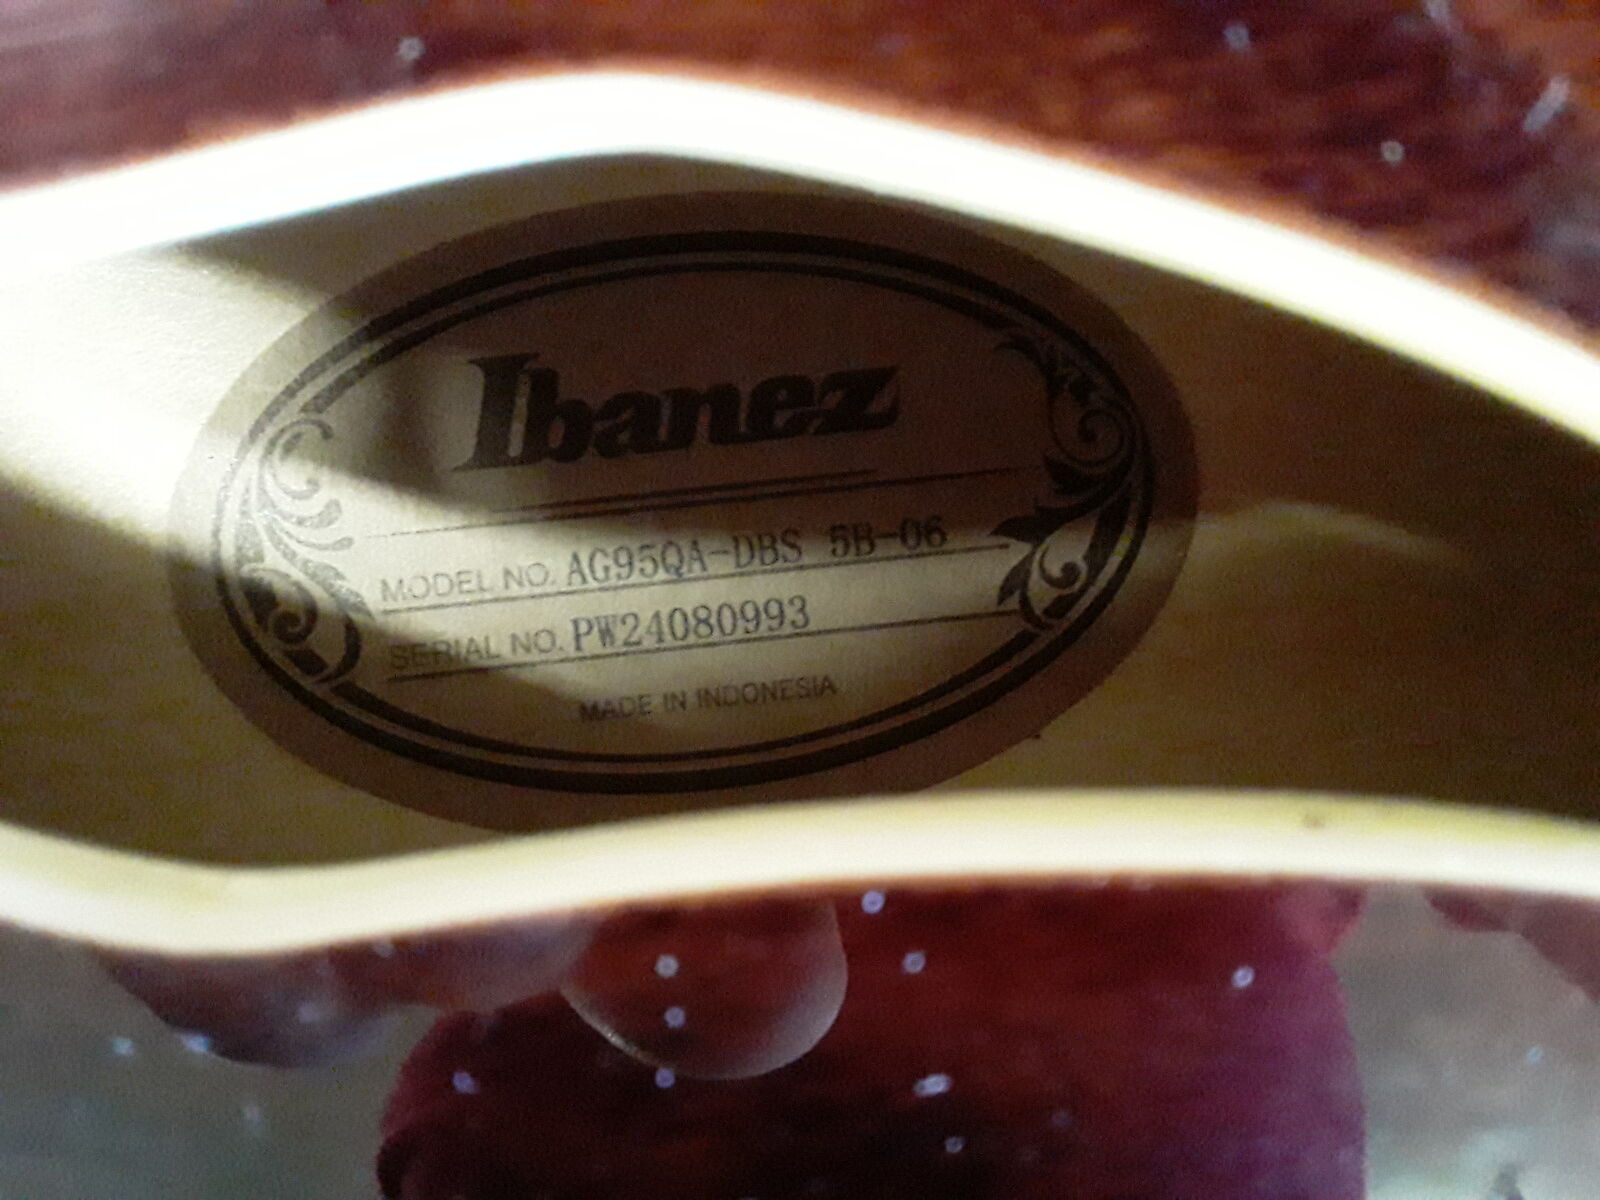 Ibanez
MODEL NO. AG95QA-DBS 5B-06
SERIAL NO. PW24080993
MADE IN INDONESIA